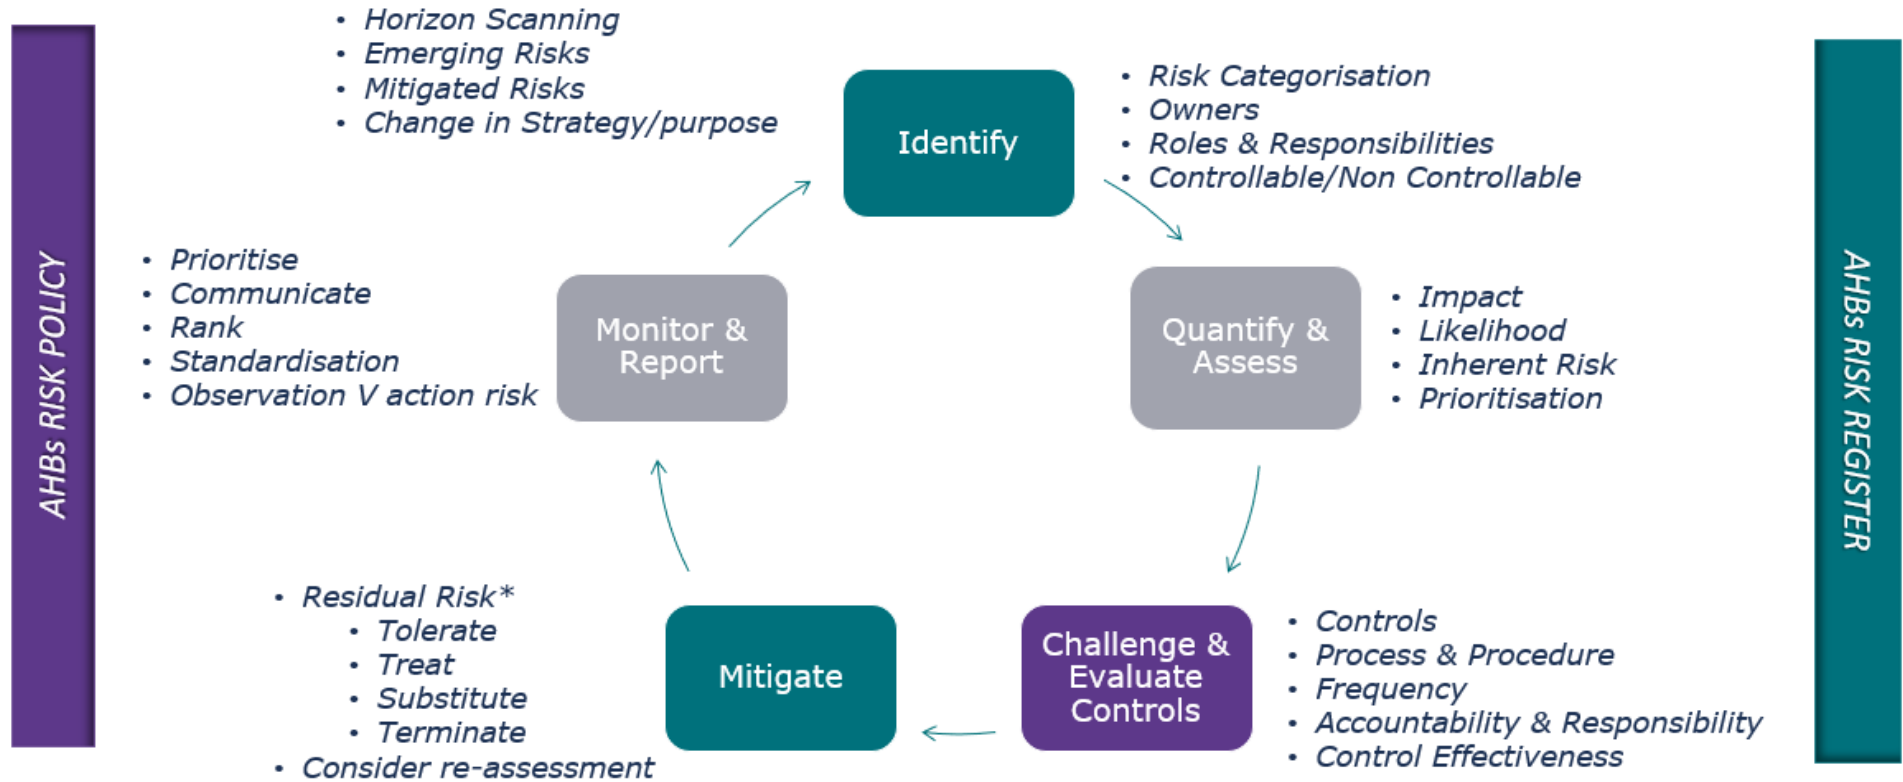 AHBs RISK POLICY
• Horizon Scanning
• Emerging Risks
• Mitigated Risks
• Change in Strategy/purpose
Identify
• Risk Categorisation
• Owners
• Roles & Responsibilities
• Controllable/Non Controllable
Quantify &
Assess
• Impact
• Likelihood
• Inherent Risk
• Prioritisation
Challenge &
Evaluate
Controls
• Controls
• Process & Procedure
• Frequency
• Accountability & Responsibility
• Control Effectiveness
Mitigate
• Residual Risk*
• Tolerate
• Treat
• Substitute
• Terminate
• Consider re-assessment
Monitor &
Report
• Prioritise
• Communicate
• Rank
• Standardisation
• Observation V action risk
AHBs RISK REGISTER